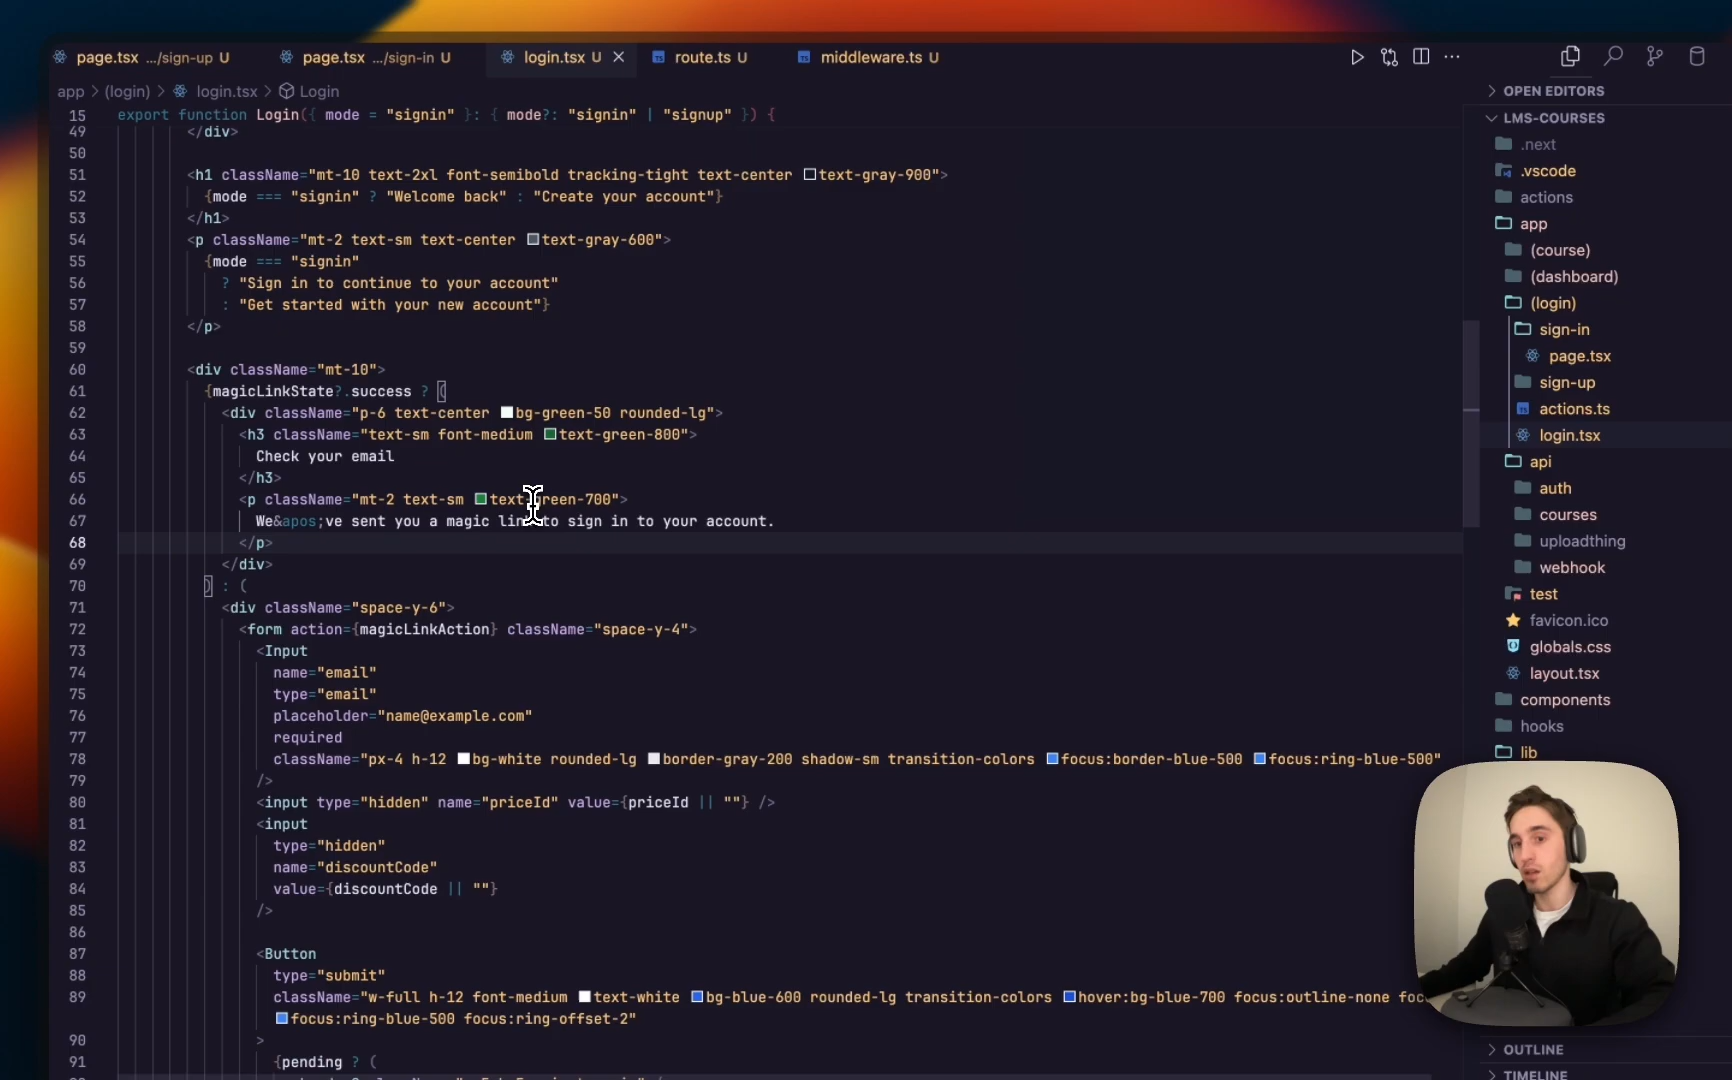 page.tsx .../sign-up U page.tsx .../sign-in U login.tsx U route.ts U middleware.ts U
app > (login) > login.tsx > Login
15 export function Login({ mode = "signin" }: { mode?: "signin" | "signup" }) {
49 </div>
50
51 <h1 className="mt-10 text-2xl font-semibold tracking-tight text-center text-gray-900">
52 {mode === "signin" ? "Welcome back" : "Create your account"}
53 </h1>
54 <p className="mt-2 text-sm text-center text-gray-600">
55 {mode === "signin"
56 ? "Sign in to continue to your account"
57 : "Get started with your new account"}
58 </p>
59
60 <div className="mt-10">
61 {magicLinkState?.success ? (
62 <div className="p-6 text-center bg-green-50 rounded-lg">
63 <h3 className="text-sm font-medium text-green-800">
64 Check your email
65 </h3>
66 <p className="mt-2 text-sm text-green-700">
67 We&apos;ve sent you a magic link to sign in to your account.
68 </p>
69 </div>
70 ) : (
71 <div className="space-y-6">
72 <form action={magicLinkAction} className="space-y-4">
73 <Input
74 name="email"
75 type="email"
76 placeholder="name@example.com"
77 required
78 className="px-4 h-12 bg-white rounded-lg border-gray-200 shadow-sm transition-colors focus:border-blue-500 focus:ring-blue-500"
79 />
80 <input type="hidden" name="priceId" value={priceId || ""} />
81 <input
82 type="hidden"
83 name="discountCode"
84 value={discountCode || ""}
85 />
86
87 <Button
88 type="submit"
89 className="w-full h-12 font-medium text-white bg-blue-600 rounded-lg transition-colors hover:bg-blue-700 focus:outline-none foc
focus:ring-blue-500 focus:ring-offset-2"
90 >
91 {pending ? (
OPEN EDITORS
LMS-COURSES
.next
.vscode
actions
app
(course)
(dashboard)
(login)
sign-in
page.tsx
sign-up
actions.ts
login.tsx
api
auth
courses
uploadthing
webhook
test
favicon.ico
globals.css
layout.tsx
components
hooks
lib
OUTLINE
TIMELINE